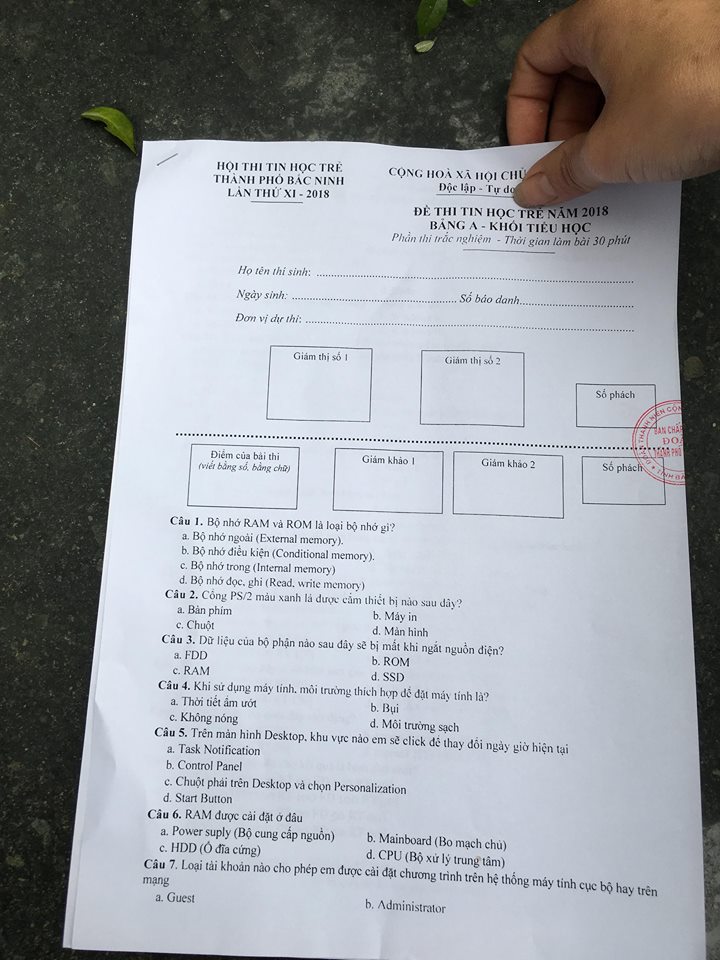 HỘI THI TIN HỌC TRẺ
THÀNH PHỐ BẮC NINH
LẦN THỨ XI - 2018
CỘNG HOÀ XÃ HỘI CHỦ
Độc lập - Tự do
ĐỀ THI TIN HỌC TRẺ NĂM 2018
BẢNG A - KHỐI TIỂU HỌC
Phần thi trắc nghiệm - Thời gian làm bài 30 phút
Họ tên thí sinh:
Ngày sinh: Số báo danh
Đơn vị dự thi:
Giám thị số 1
Giám thị số 2
Số phách
Điểm của bài thi
(viết bằng số, bằng chữ)
Giám khảo 1
Giám khảo 2
Số phách
Câu 1. Bộ nhớ RAM và ROM là loại bộ nhớ gì?
a. Bộ nhớ ngoài (External memory).
b. Bộ nhớ điều kiện (Conditional memory).
c. Bộ nhớ trong (Internal memory)
d. Bộ nhớ đọc, ghi (Read, write memory)
Câu 2. Cổng PS/2 màu xanh lá được cắm thiết bị nào sau đây?
a. Bàn phím b. Máy in
c. Chuột d. Màn hình
Câu 3. Dữ liệu của bộ phận nào sau đây sẽ bị mất khi ngắt nguồn điện?
a. FDD b. ROM
c. RAM d. SSD
Câu 4. Khi sử dụng máy tính, môi trường thích hợp để đặt máy tính là?
a. Thời tiết ẩm ướt b. Bụi
c. Không nóng d. Môi trường sạch
Câu 5. Trên màn hình Desktop, khu vực nào em sẽ click để thay đổi ngày giờ hiện tại
a. Task Notification
b. Control Panel
c. Chuột phải trên Desktop và chọn Personalization
d. Start Button
Câu 6. RAM được cài đặt ở đâu
a. Power suply (Bộ cung cấp nguồn) b. Mainboard (Bo mạch chủ)
c. HDD (Ổ đĩa cứng) d. CPU (Bộ xử lý trung tâm)
Câu 7. Loại tài khoản nào cho phép em được cài đặt chương trình trên hệ thống máy tính cục bộ hay trên
mạng
a. Guest b. Administrator